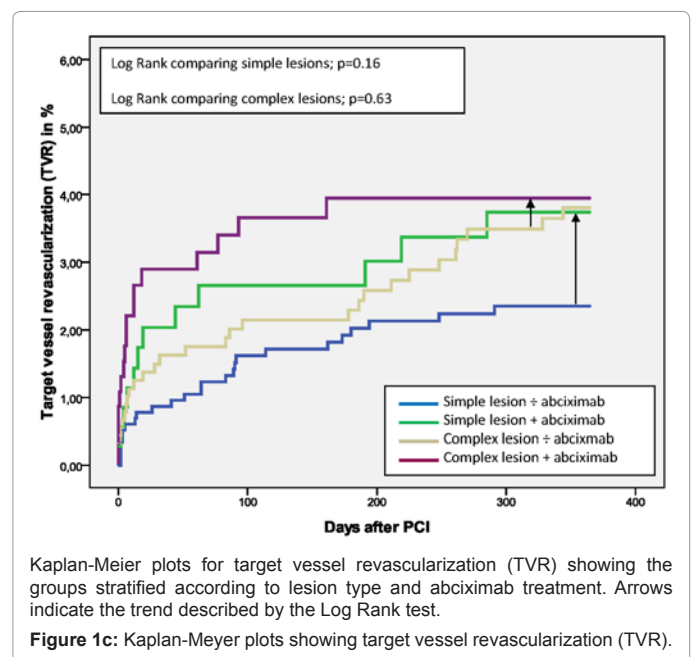 Log Rank comparing simple lesions; p=0.16
Log Rank comparing complex lesions; p=0.63
Target vessel revascularization (TVR) in %
6,00
5,00
4,00
3,00
2,00
1,00
0,00
Simple lesion ÷ abciximab
Simple lesion + abciximab
Complex lesion ÷ abcixmab
Complex lesion + abciximab
0 100 200 300 400
Days after PCI
Kaplan-Meier plots for target vessel revascularization (TVR) showing the
groups stratified according to lesion type and abciximab treatment. Arrows
indicate the trend described by the Log Rank test.
Figure 1c: Kaplan-Meyer plots showing target vessel revascularization (TVR).